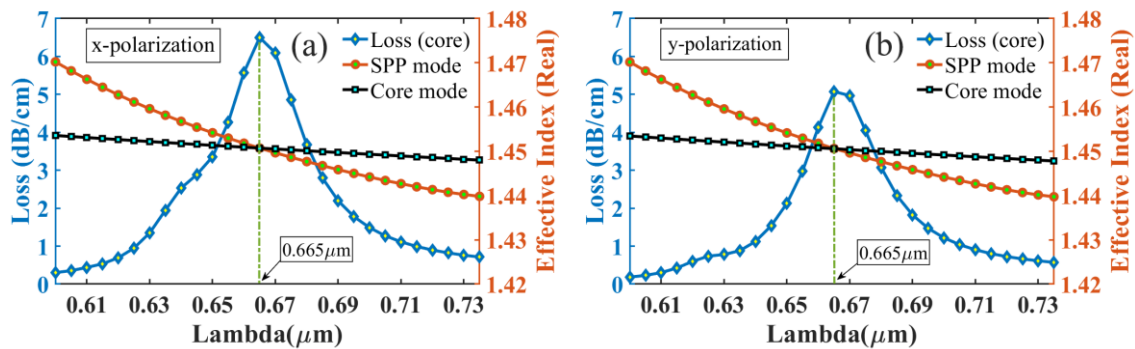 x-polarization
(a)
Loss (core)
SPP mode
Core mode
0.665μm
Loss (dB/cm)
7
6
5
4
3
2
1
0
Effective Index (Real)
1.48
1.47
1.46
1.45
1.44
1.43
1.42
0.61 0.63 0.65 0.67 0.69 0.71 0.73
Lambda(μm)
y-polarization
(b)
Loss (core)
SPP mode
Core mode
0.665μm
Loss (dB/cm)
7
6
5
4
3
2
1
0
Effective Index (Real)
1.48
1.47
1.46
1.45
1.44
1.43
1.42
0.61 0.63 0.65 0.67 0.69 0.71 0.73
Lambda(μm)